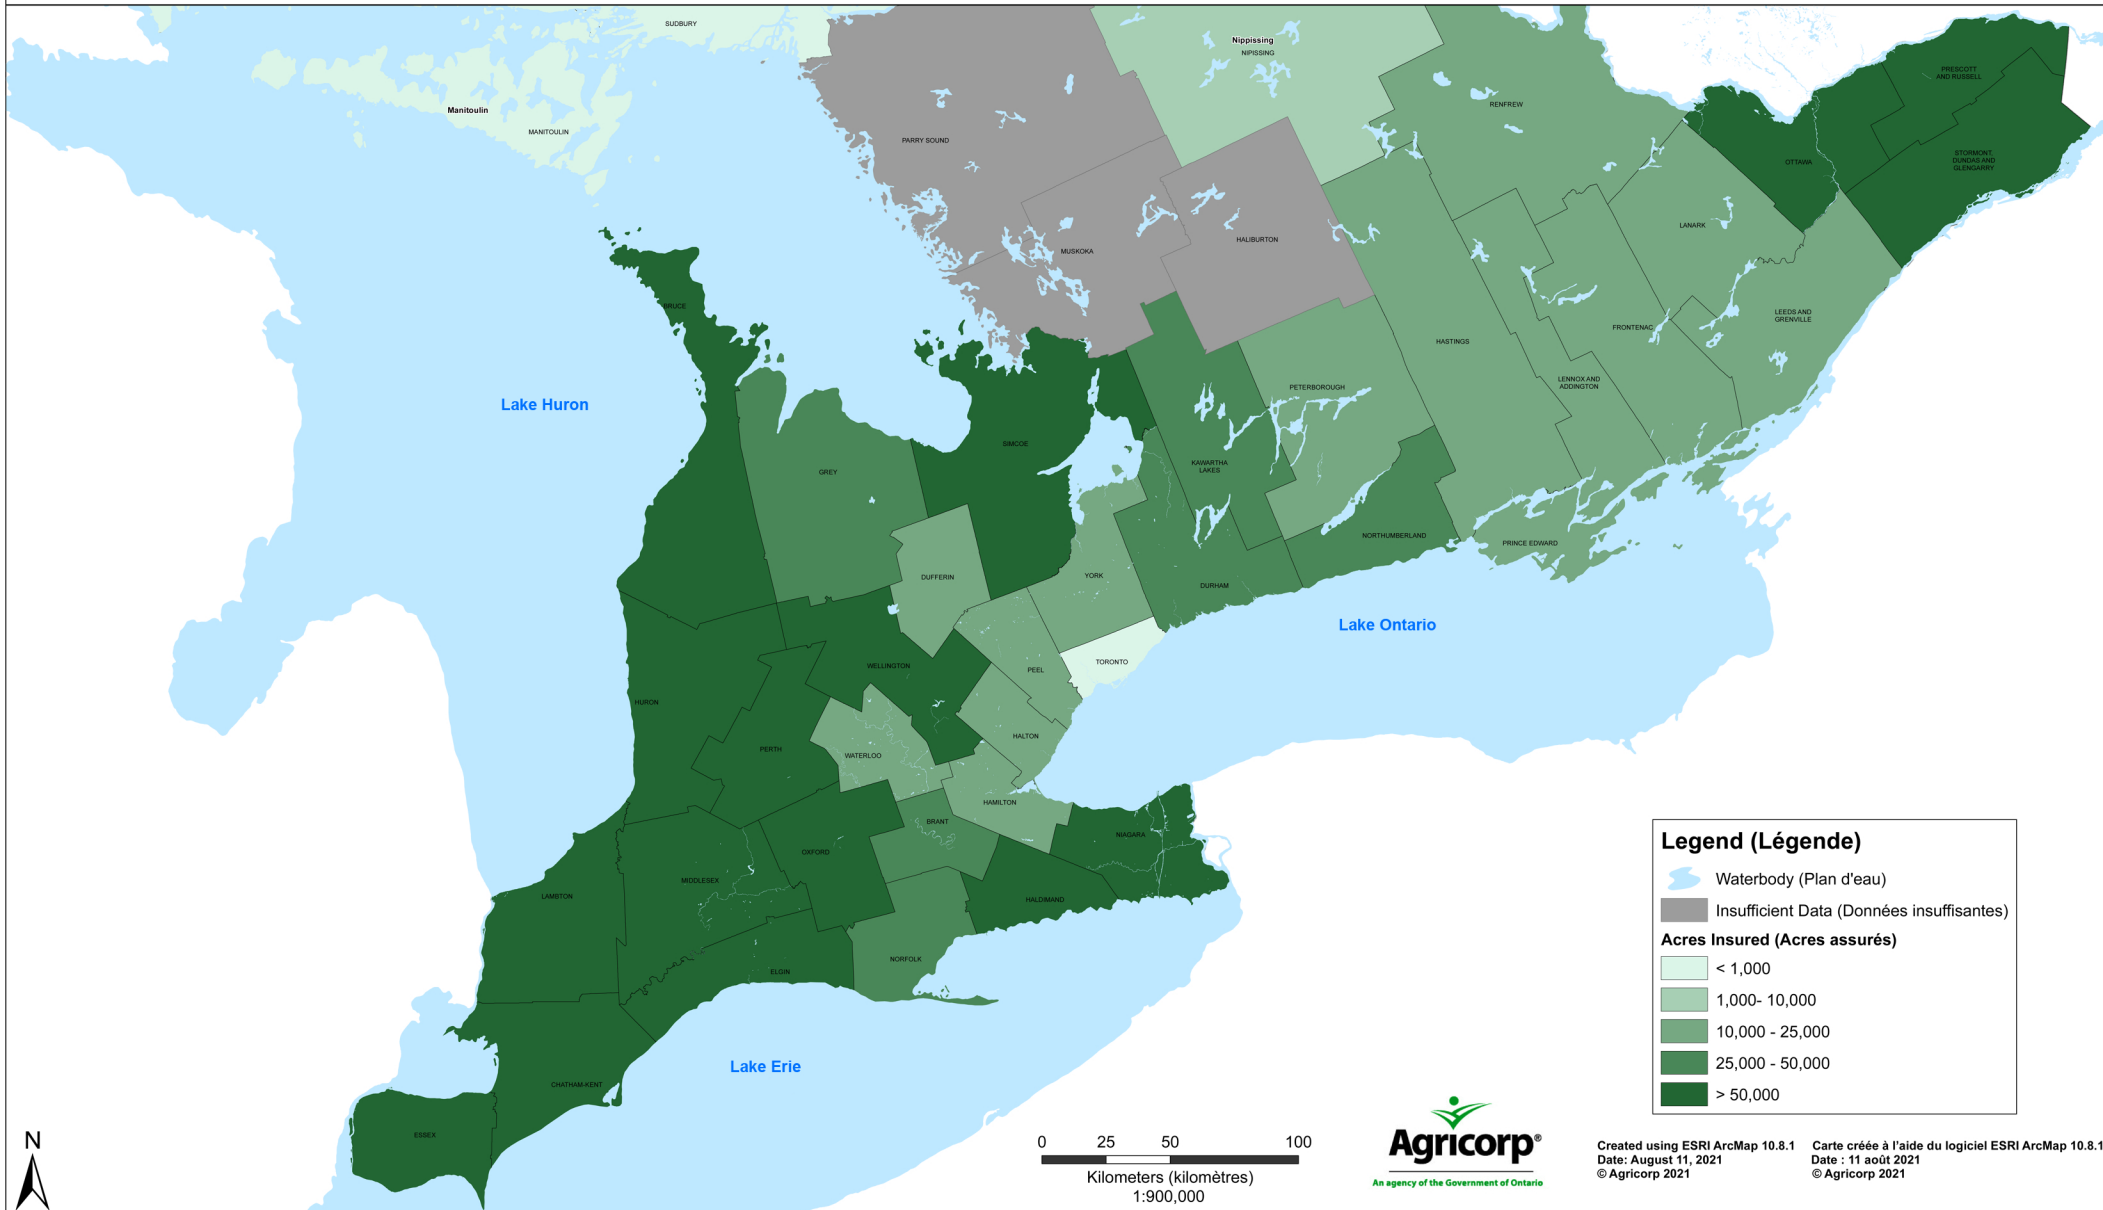 SUDBURY
Nippissing
NIPISSING
PRESCOTT
AND RUSSELL
Manitoulin
MANITOULIN
RENFREW
PARRY SOUND
OTTAWA
STORMONT,
DUNDAS AND
GLENGARRY
LANARK
MUSKOKA
HALIBURTON
BRUCE
LEEDS AND
GRENVILLE
FRONTENAC
HASTINGS
LENNOX AND
ADDINGTON
PETERBOROUGH
Lake Huron
SIMCOE
GREY
KAWARTHA
LAKES
NORTHUMBERLAND
PRINCE EDWARD
DUFFERIN
YORK
DURHAM
Lake Ontario
TORONTO
WELLINGTON
PEEL
HURON
HALTON
PERTH
WATERLOO
HAMILTON
BRANT
NIAGARA
OXFORD
MIDDLESEX
LAMBTON
HALDIMAND
NORFOLK
ELGIN
Lake Erie
CHATHAM-KENT
ESSEX
Legend (Légende)
Waterbody (Plan d'eau)
Insufficient Data (Données insuffisantes)
Acres Insured (Acres assurés)
< 1,000
1,000- 10,000
10,000 - 25,000
25,000 - 50,000
> 50,000
N
0 25 50 100
Kilometers (kilomètres)
1:900,000
Agricorp®
An agency of the Government of Ontario
Created using ESRI ArcMap 10.8.1
Date: August 11, 2021
© Agricorp 2021
Carte créée à l'aide du logiciel ESRI ArcMap 10.8.1
Date : 11 août 2021
© Agricorp 2021